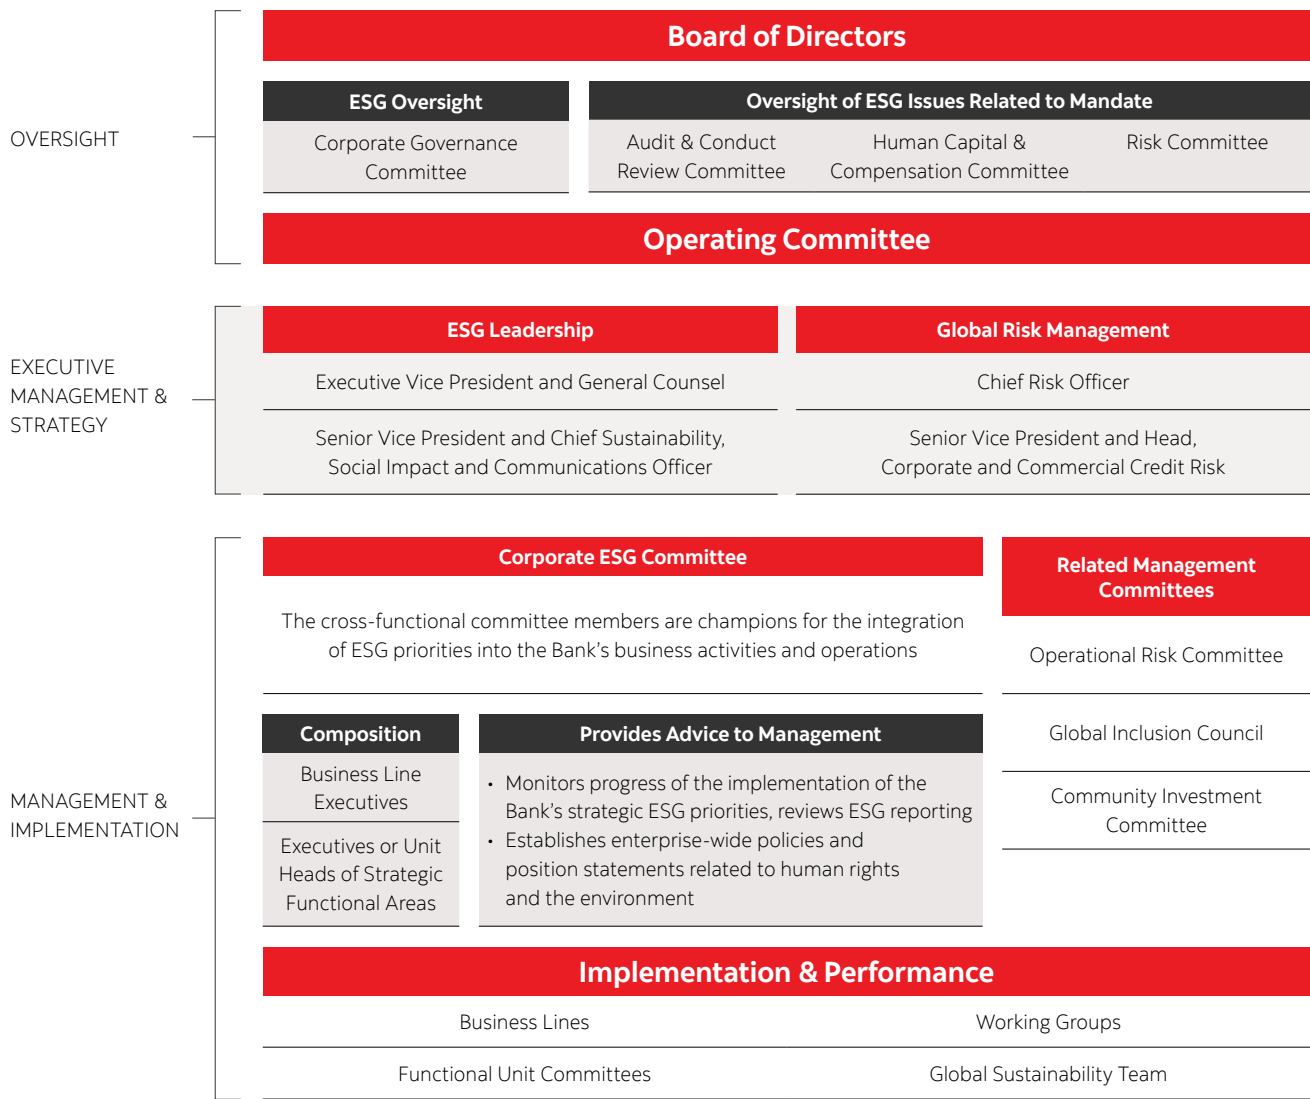 Board of Directors
OVERSIGHT
ESG Oversight
Corporate Governance
Committee
Oversight of ESG Issues Related to Mandate
Audit & Conduct
Review Committee
Human Capital &
Compensation Committee
Risk Committee
Operating Committee
EXECUTIVE
MANAGEMENT &
STRATEGY
ESG Leadership
Executive Vice President and General Counsel
Senior Vice President and Chief Sustainability,
Social Impact and Communications Officer
Global Risk Management
Chief Risk Officer
Senior Vice President and Head,
Corporate and Commercial Credit Risk
MANAGEMENT &
IMPLEMENTATION
Corporate ESG Committee
The cross-functional committee members are champions for the integration
of ESG priorities into the Bank’s business activities and operations
Composition
Business Line
Executives
Executives or Unit
Heads of Strategic
Functional Areas
Provides Advice to Management
• Monitors progress of the implementation of the
Bank’s strategic ESG priorities, reviews ESG reporting
• Establishes enterprise-wide policies and
position statements related to human rights
and the environment
Related Management
Committees
Operational Risk Committee
Global Inclusion Council
Community Investment
Committee
Implementation & Performance
Business Lines
Working Groups
Functional Unit Committees
Global Sustainability Team